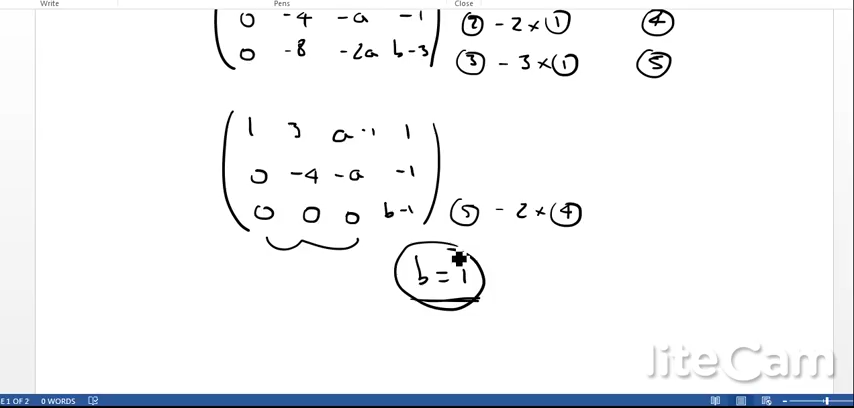 Write Pens Close
0 -4 -a -1 ② - 2 × ① ④
0 -8 -2a b-3 ③ - 3 × ① ⑤
1 3 a-1 1
0 -4 -a -1
0 0 0 b-1 ⑤ - 2 × ④
b = 1
liteCam
E 1 OF 2 0 WORDS